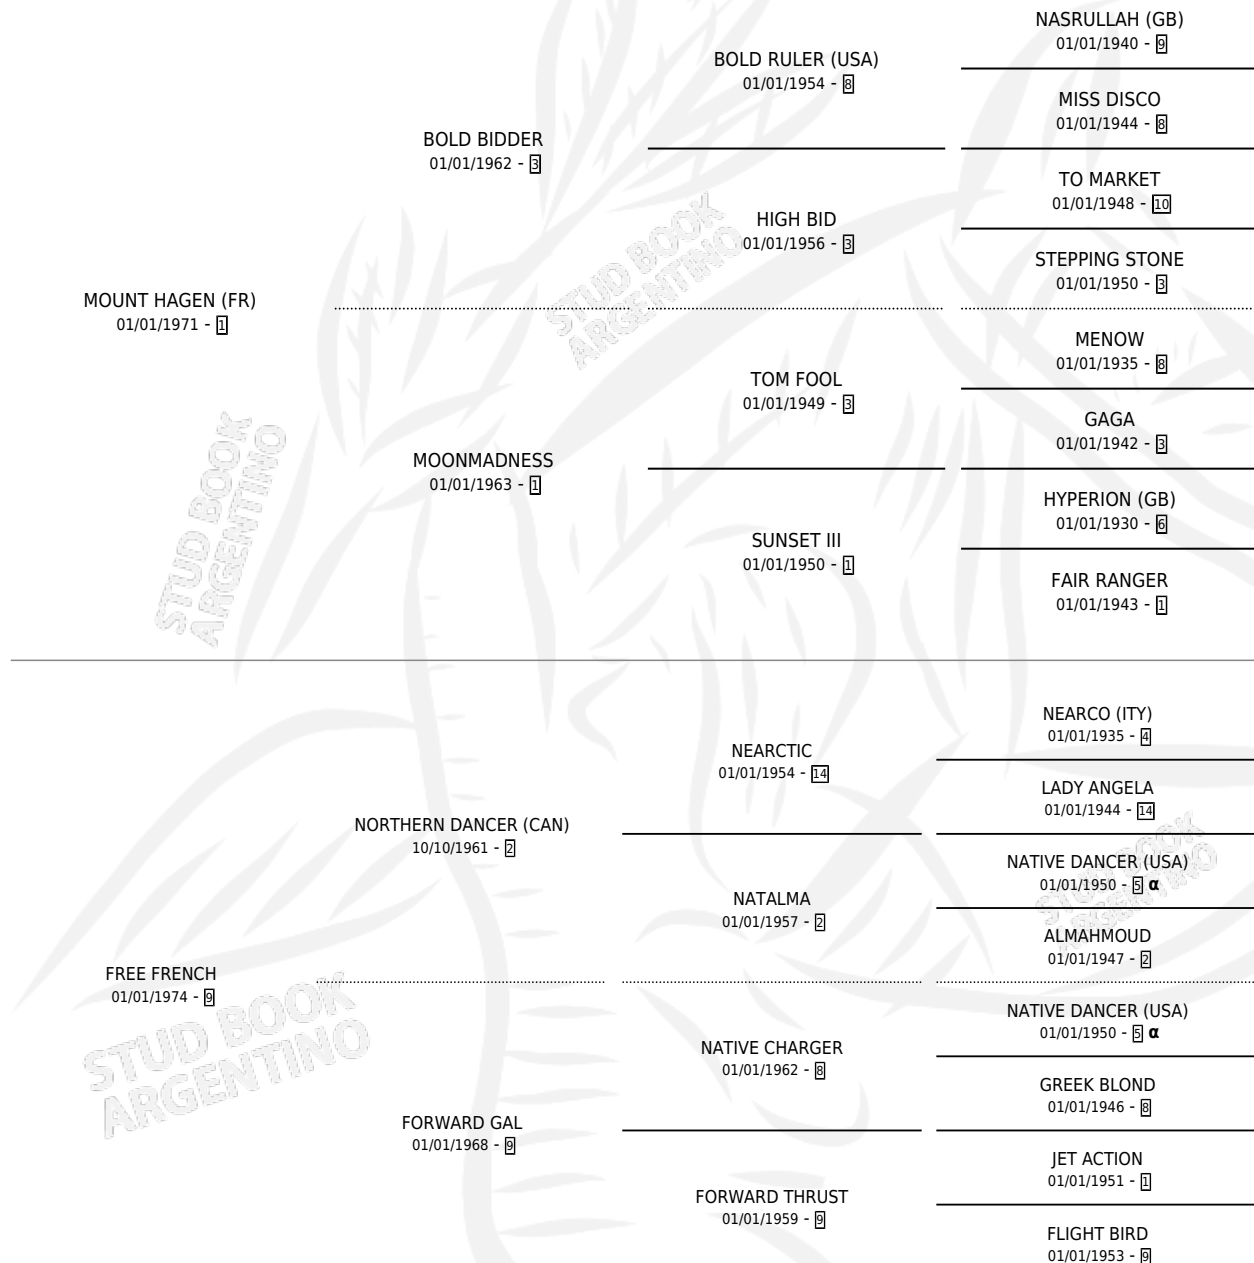 NASRULLAH (GB)
01/01/1940 - 9
BOLD RULER (USA)
01/01/1954 - 8
MISS DISCO
01/01/1944 - 8
BOLD BIDDER
01/01/1962 - 3
TO MARKET
01/01/1948 - 10
HIGH BID
01/01/1956 - 3
STEPPING STONE
01/01/1950 - 3
MOUNT HAGEN (FR)
01/01/1971 - 1
MENOW
01/01/1935 - 8
TOM FOOL
01/01/1949 - 3
GAGA
01/01/1942 - 3
MOONMADNESS
01/01/1963 - 1
HYPERION (GB)
01/01/1930 - 6
SUNSET III
01/01/1950 - 1
FAIR RANGER
01/01/1943 - 1
NEARCO (ITY)
01/01/1935 - 4
NEARCTIC
01/01/1954 - 14
LADY ANGELA
01/01/1944 - 14
NORTHERN DANCER (CAN)
10/10/1961 - 2
NATIVE DANCER (USA)
01/01/1950 - 5 α
NATALMA
01/01/1957 - 2
ALMAHMOUD
01/01/1947 - 2
FREE FRENCH
01/01/1974 - 9
NATIVE DANCER (USA)
01/01/1950 - 5 α
NATIVE CHARGER
01/01/1962 - 8
GREEK BLOND
01/01/1946 - 8
FORWARD GAL
01/01/1968 - 9
JET ACTION
01/01/1951 - 1
FORWARD THRUST
01/01/1959 - 9
FLIGHT BIRD
01/01/1953 - 9
STUD BOOK
ARGENTINO
STUD BOOK
ARGENTINO
STUD BOOK
ARGENTINO
STUD BOOK
ARGENTINO